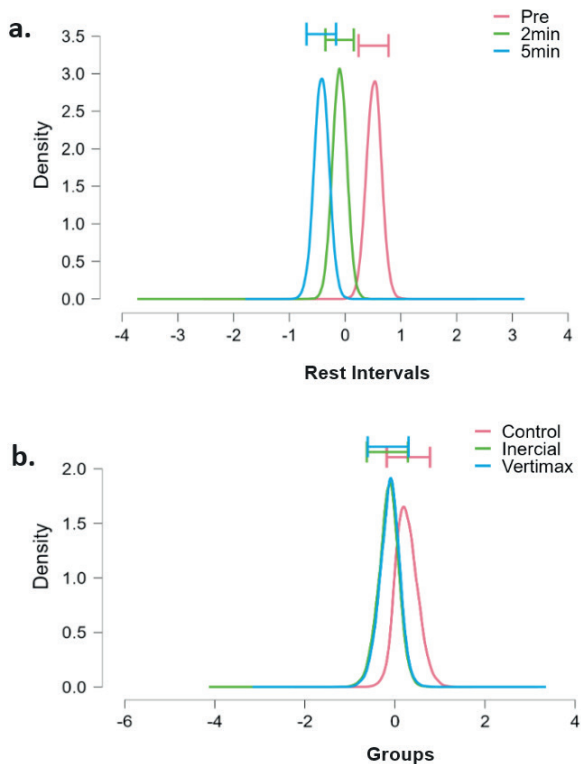 a.
Pre
2min
5min
3.5
3.0
2.5
2.0
1.5
1.0
0.5
0.0
Density
-4 -3 -2 -1 0 1 2 3 4
Rest Intervals
b.
Control
Inercial
Vertimax
2.0
1.5
1.0
0.5
0.0
Density
-6 -4 -2 0 2 4
Groups